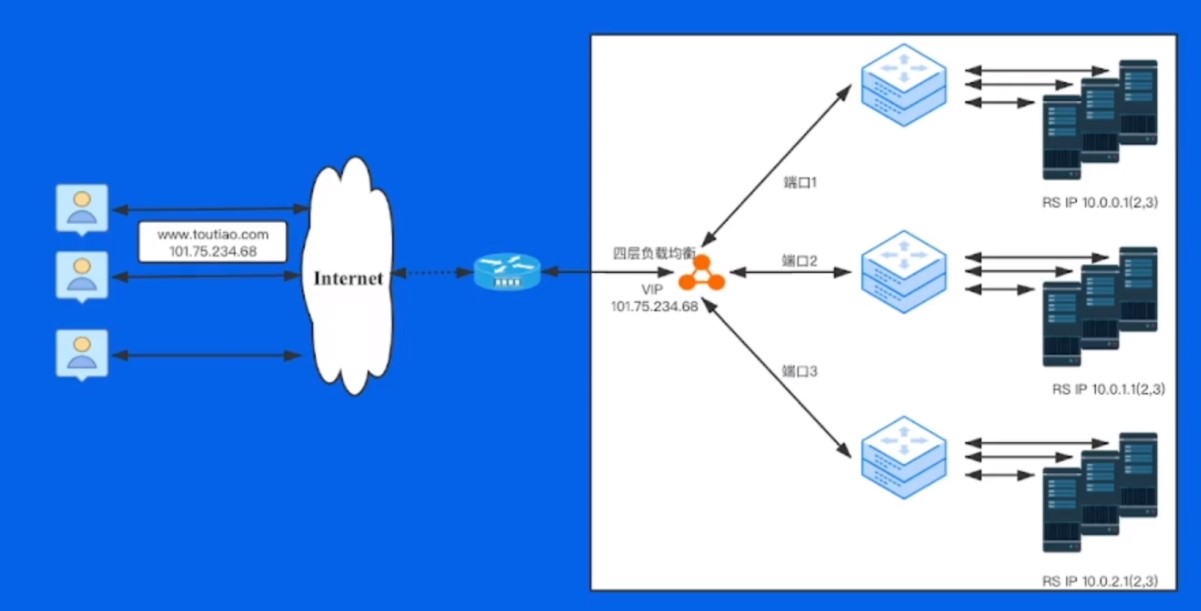 www.toutiao.com
101.75.234.68
Internet
四层负载均衡
VIP
101.75.234.68
端口1
端口2
端口3
RS IP 10.0.0.1(2,3)
RS IP 10.0.1.1(2,3)
RS IP 10.0.2.1(2,3)